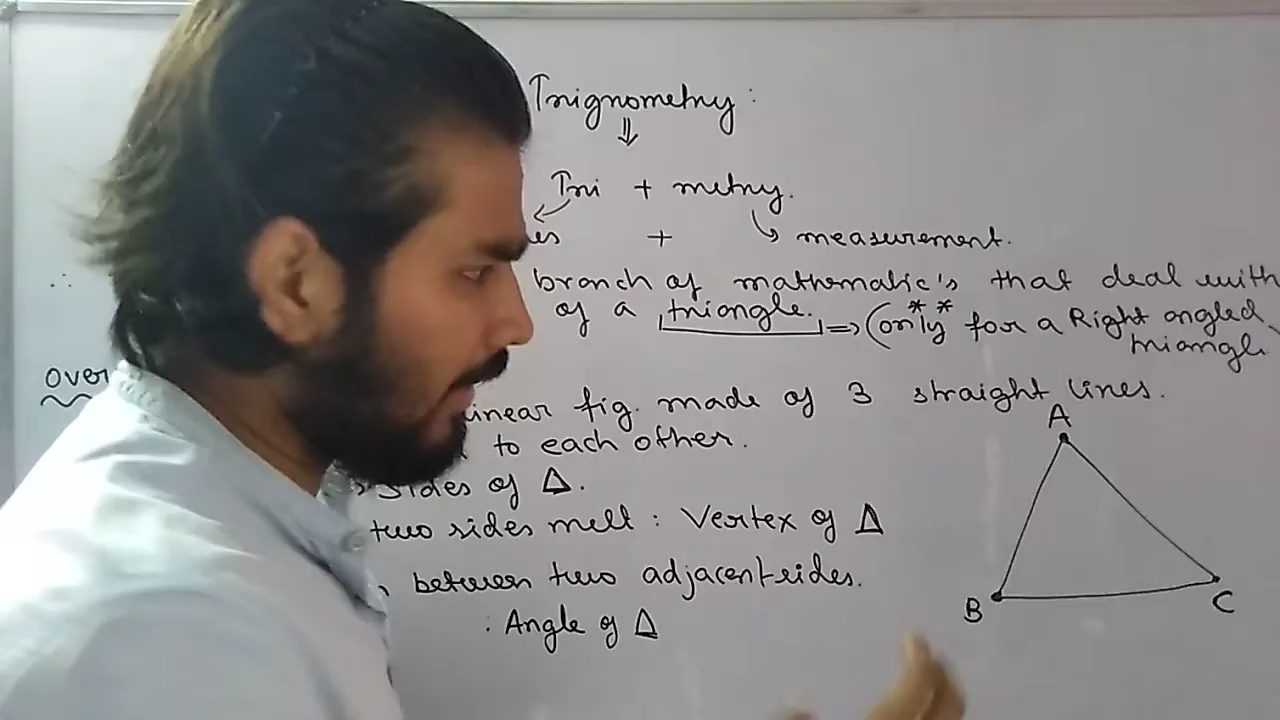 Trignometry:
⇓
Tri + metry.
es + ↳ measurement.
branch of mathematic's that deal with
of a triangle. ⇒ (only** for a Right angled
triangle
over
linear fig. made of 3 straight lines.
to each other.
sides of Δ.
two sides meet : Vertex of Δ
between two adjacent sides.
: Angle of Δ
A
B
C